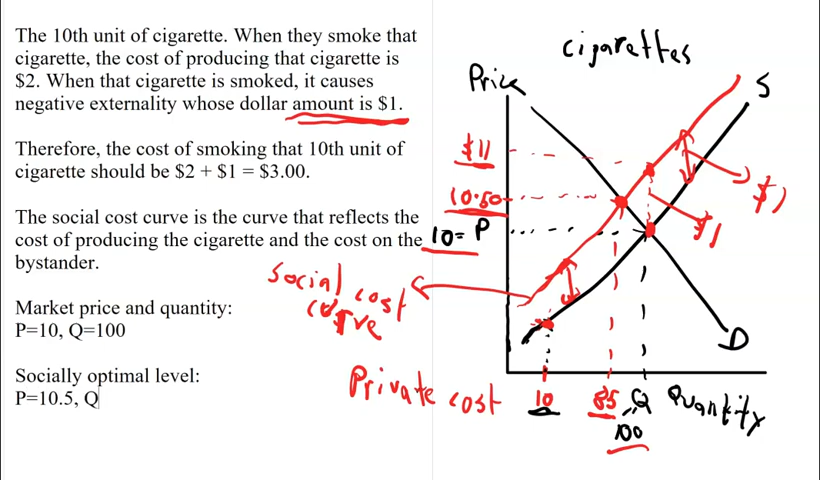 The 10th unit of cigarette. When they smoke that
cigarette, the cost of producing that cigarette is
$2. When that cigarette is smoked, it causes
negative externality whose dollar amount is $1.
Therefore, the cost of smoking that 10th unit of
cigarette should be $2 + $1 = $3.00.
The social cost curve is the curve that reflects the
cost of producing the cigarette and the cost on the
bystander.
Market price and quantity:
P=10, Q=100
Socially optimal level:
P=10.5, Q
cigarettes
Price
S
$11
10.50
10= P
$1
$1
Social cost
curve
D
Private cost
10
85
Q
Quantity
100